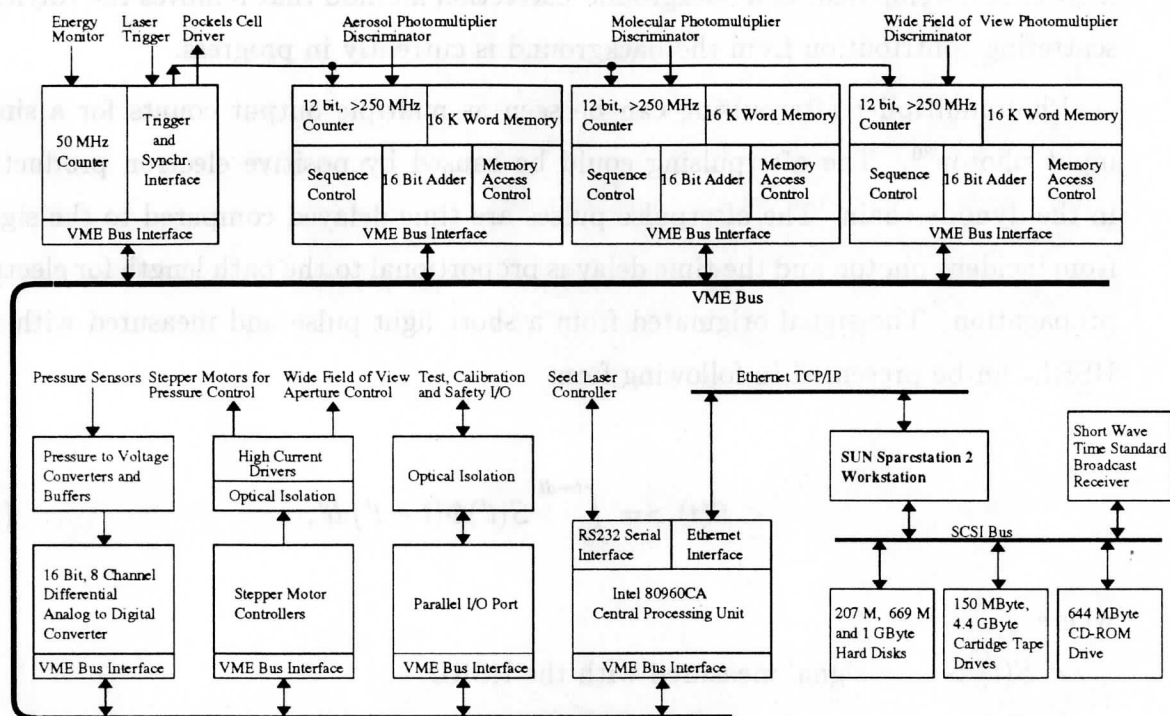 Energy Monitor
Laser Trigger
Pockels Cell Driver
Aerosol Photomultiplier Discriminator
Molecular Photomultiplier Discriminator
Wide Field of View Photomultiplier Discriminator
50 MHz Counter
Trigger and Synchr. Interface
VME Bus Interface
12 bit, >250 MHz Counter
16 K Word Memory
Sequence Control
16 Bit Adder
Memory Access Control
VME Bus Interface
12 bit, >250 MHz Counter
16 K Word Memory
Sequence Control
16 Bit Adder
Memory Access Control
VME Bus Interface
12 bit, >250 MHz Counter
16 K Word Memory
Sequence Control
16 Bit Adder
Memory Access Control
VME Bus Interface
VME Bus
Pressure Sensors
Stepper Motors for Pressure Control
Wide Field of View Aperture Control
Test, Calibration and Safety I/O
Seed Laser Controller
Ethernet TCP/IP
Pressure to Voltage Converters and Buffers
High Current Drivers
Optical Isolation
Optical Isolation
SUN Sparcstation 2 Workstation
Short Wave Time Standard Broadcast Receiver
SCSI Bus
RS232 Serial Interface
Ethernet Interface
16 Bit, 8 Channel Differential Analog to Digital Converter
VME Bus Interface
Stepper Motor Controllers
VME Bus Interface
Parallel I/O Port
VME Bus Interface
Intel 80960CA Central Processing Unit
VME Bus Interface
207 M, 669 M and 1 GByte Hard Disks
150 MByte, 4.4 GByte Cartidge Tape Drives
644 MByte CD-ROM Drive